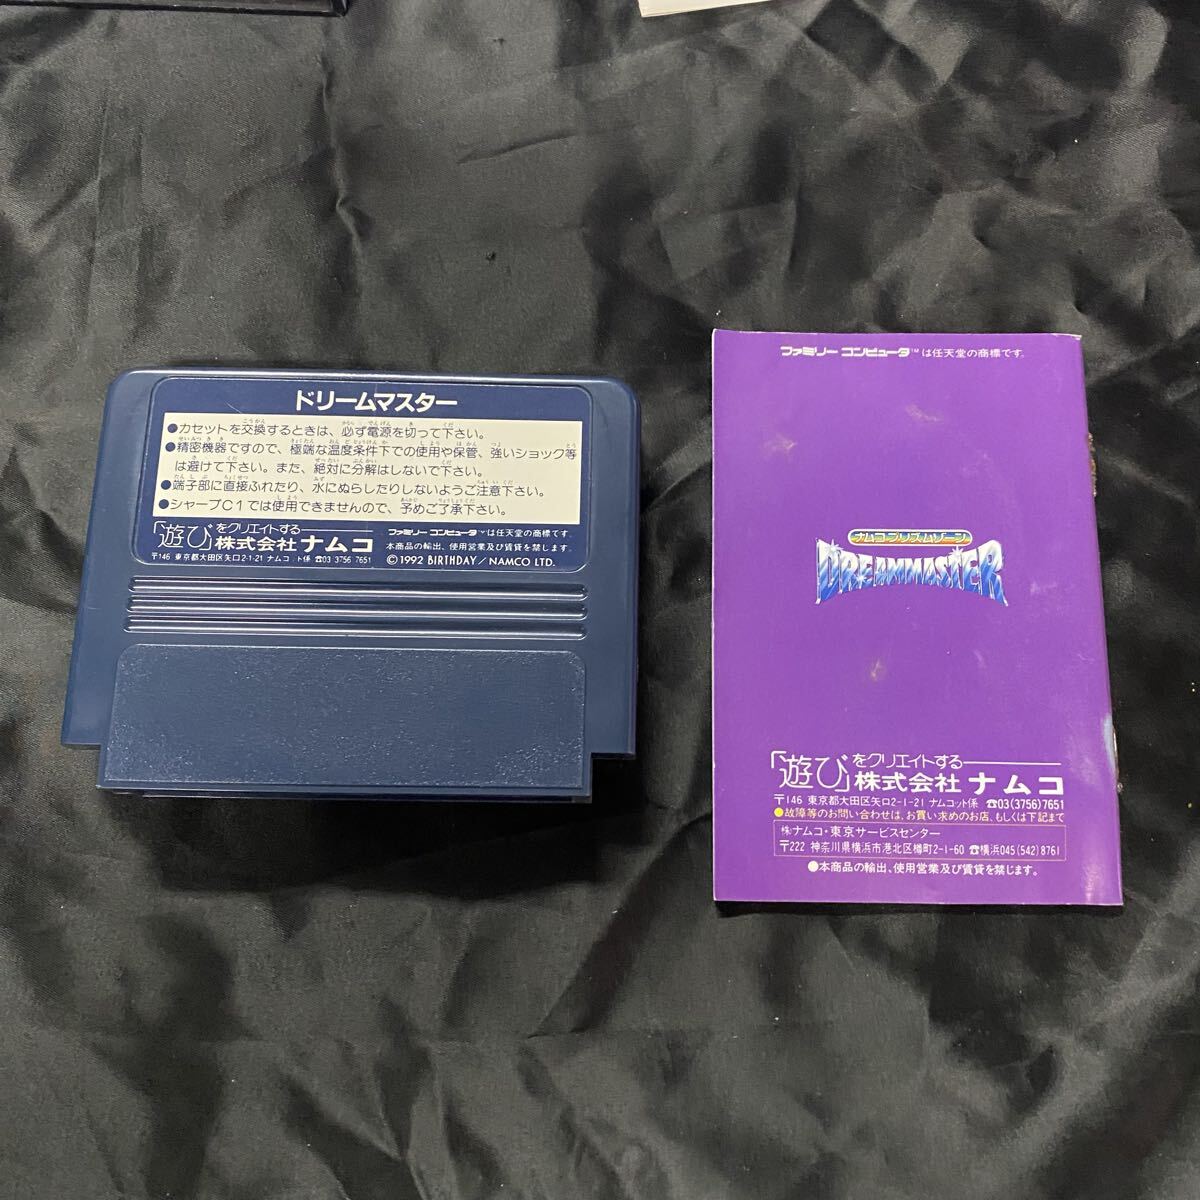 ドリームマスター
●カセットを交換するときは、必ず電源を切って下さい。
●精密機器ですので、極端な温度条件下での使用や保管、強いショック等
は避けて下さい。また、絶対に分解はしないで下さい。
●端子部に直接ふれたり、水にぬらしたりしないようご注意下さい。
●シャープC1では使用できませんので、予めご了承下さい。
「遊び」をクリエイトする
株式会社 ナムコ
〒146 東京都大田区矢口2-1-21 ナムコット係 ☎03 3756 7651
ファミリーコンピュータ™は任天堂の商標です。
本商品の輸出、使用営業及び賃貸を禁じます。
©1992 BIRTHDAY/NAMCO LTD.
ファミリーコンピュータ™は任天堂の商標です。
ナムコ・プリズムゾーン
DREAMMASTER
「遊び」をクリエイトする
株式会社 ナムコ
〒146 東京都大田区矢口2-1-21 ナムコット係 ☎03(3756)7651
●故障等のお問い合わせは、お買い求めのお店、もしくは下記まで
㈱ナムコ・東京サービスセンター
〒222 神奈川県横浜市港北区樽町2-1-60 ☎横浜045(542)8761
●本商品の輸出、使用営業及び賃貸を禁じます。